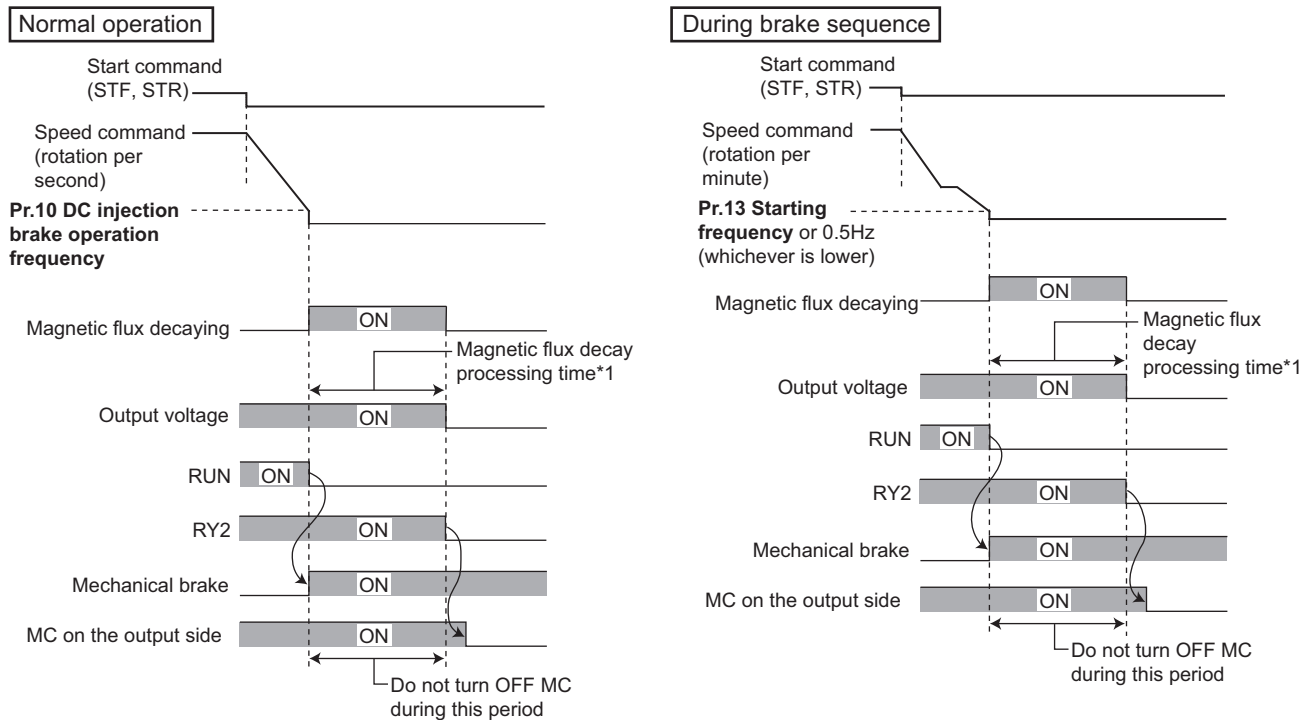 Normal operation
Start command
(STF, STR)
Speed command
(rotation per
second)
Pr.10 DC injection
brake operation
frequency
Magnetic flux decaying
ON
Magnetic flux decay
processing time*1
Output voltage
ON
RUN
ON
RY2
ON
Mechanical brake
ON
MC on the output side
ON
Do not turn OFF MC
during this period
During brake sequence
Start command
(STF, STR)
Speed command
(rotation per
minute)
Pr.13 Starting
frequency or 0.5Hz
(whichever is lower)
Magnetic flux decaying
ON
Magnetic flux
decay
processing time*1
Output voltage
ON
RUN
ON
RY2
ON
Mechanical brake
ON
MC on the output side
ON
Do not turn OFF MC
during this period